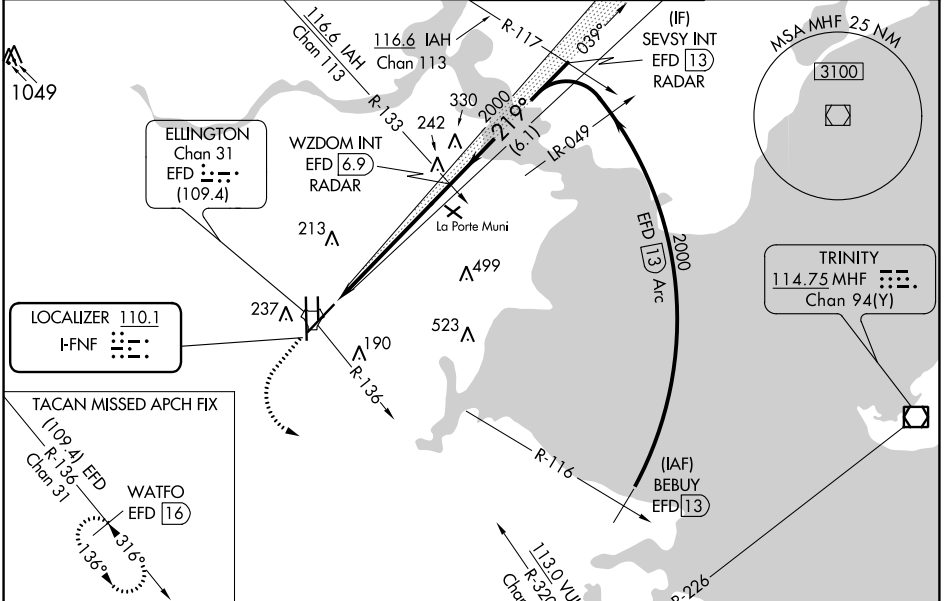 116.6 IAH
Chan 113
R-133
116.6 IAH
Chan 113
R-117
039°
(IF)
SEVSY INT
EFD 13
RADAR
MSA MHF 25 NM
3100
1049
ELLINGTON
Chan 31
EFD
(109.4)
WZDOM INT
EFD 6.9
RADAR
242
330
2000
219°
(6.1)
LR-049
La Porte Muni
213
499
EFD 13 Arc
2000
TRINITY
114.75 MHF
Chan 94(Y)
LOCALIZER 110.1
I-FNF
237
190
523
R-136
TACAN MISSED APCH FIX
(109.4) EFD
R-136
Chan 31
WATFO
EFD 16
316°
136°
R-116
(IAF)
BEBUY
EFD 13
113.0
R-320
R-226